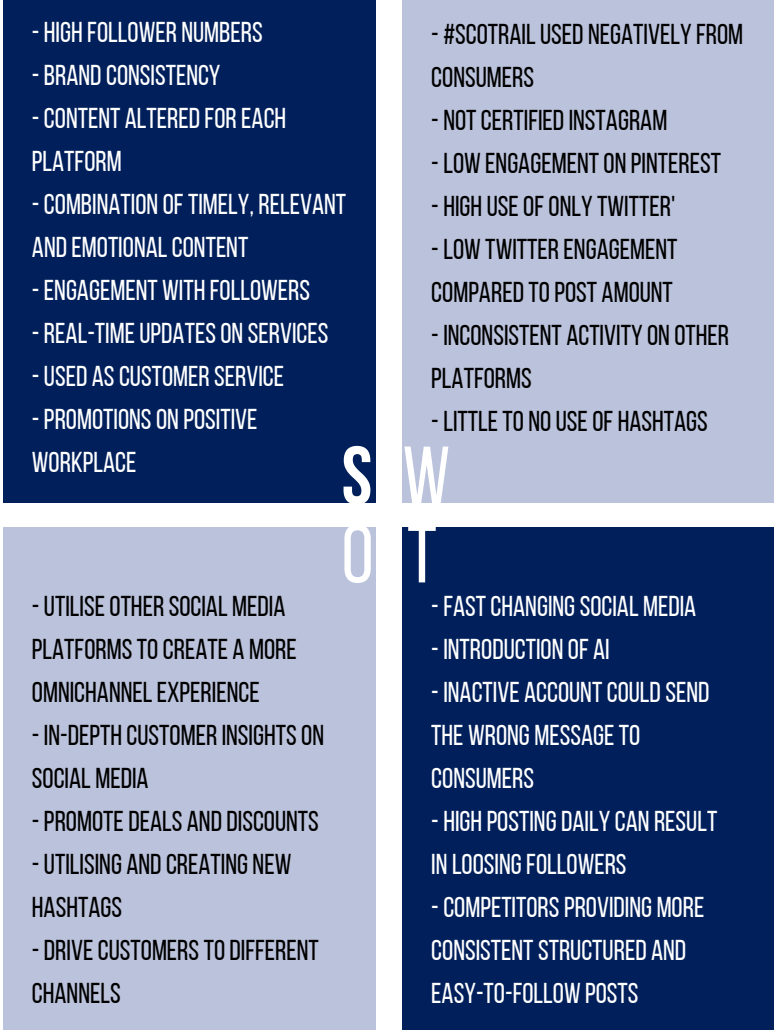 - HIGH FOLLOWER NUMBERS
- BRAND CONSISTENCY
- CONTENT ALTERED FOR EACH
PLATFORM
- COMBINATION OF TIMELY, RELEVANT
AND EMOTIONAL CONTENT
- ENGAGEMENT WITH FOLLOWERS
- REAL-TIME UPDATES ON SERVICES
- USED AS CUSTOMER SERVICE
- PROMOTIONS ON POSITIVE
WORKPLACE
S
- #SCOTRAIL USED NEGATIVELY FROM
CONSUMERS
- NOT CERTIFIED INSTAGRAM
- LOW ENGAGEMENT ON PINTEREST
- HIGH USE OF ONLY TWITTER'
- LOW TWITTER ENGAGEMENT
COMPARED TO POST AMOUNT
- INCONSISTENT ACTIVITY ON OTHER
PLATFORMS
- LITTLE TO NO USE OF HASHTAGS
W
O
- UTILISE OTHER SOCIAL MEDIA
PLATFORMS TO CREATE A MORE
OMNICHANNEL EXPERIENCE
- IN-DEPTH CUSTOMER INSIGHTS ON
SOCIAL MEDIA
- PROMOTE DEALS AND DISCOUNTS
- UTILISING AND CREATING NEW
HASHTAGS
- DRIVE CUSTOMERS TO DIFFERENT
CHANNELS
T
- FAST CHANGING SOCIAL MEDIA
- INTRODUCTION OF AI
- INACTIVE ACCOUNT COULD SEND
THE WRONG MESSAGE TO
CONSUMERS
- HIGH POSTING DAILY CAN RESULT
IN LOOSING FOLLOWERS
- COMPETITORS PROVIDING MORE
CONSISTENT STRUCTURED AND
EASY-TO-FOLLOW POSTS